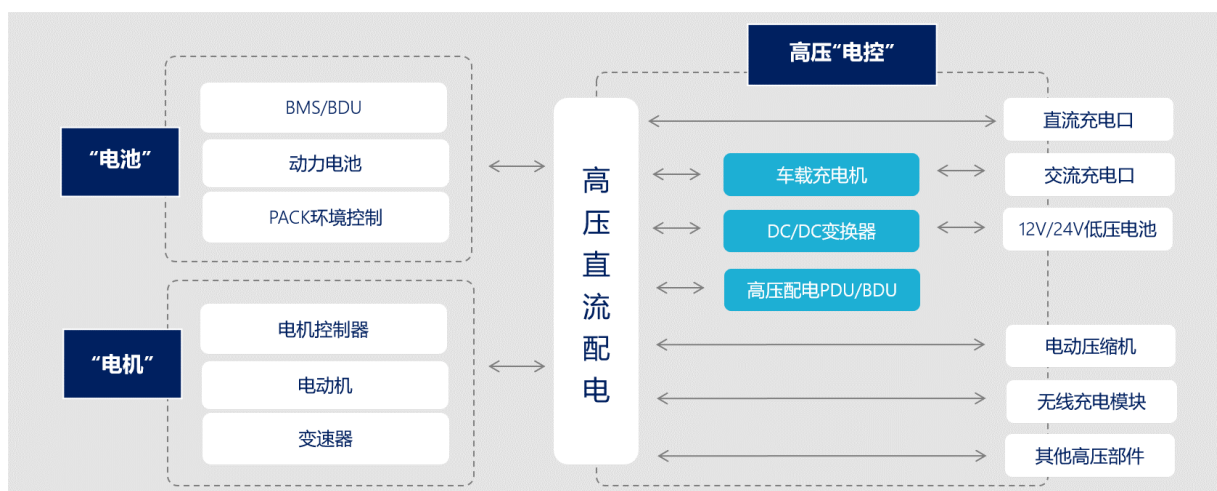 高压“电控”
“电池”
BMS/BDU
动力电池
PACK环境控制
“电机”
电机控制器
电动机
变速器
高压直流配电
车载充电机
DC/DC变换器
高压配电PDU/BDU
直流充电口
交流充电口
12V/24V低压电池
电动压缩机
无线充电模块
其他高压部件